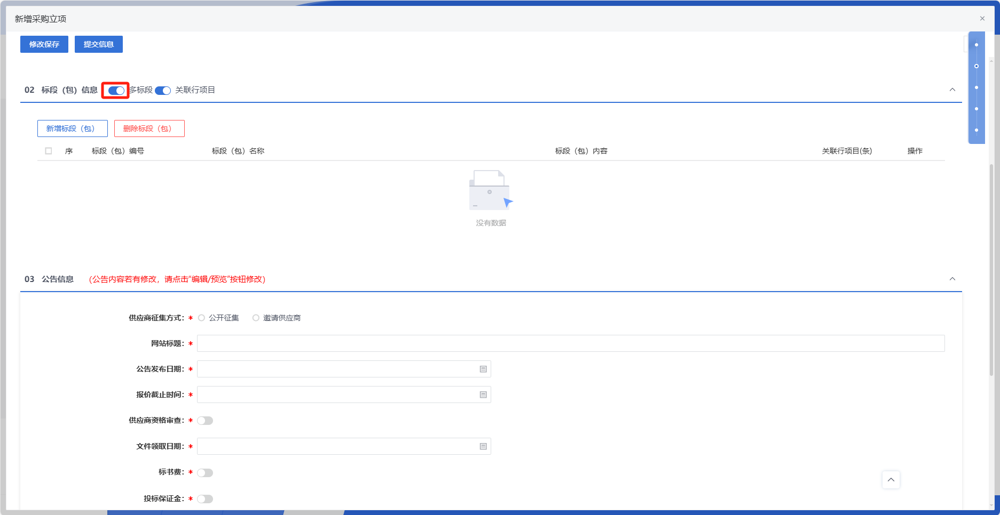 新增采购立项
修改保存 提交信息
02 标段（包）信息 多标段 关联行项目
新增标段（包） 删除标段（包）
序 标段（包）编号 标段（包）名称 标段（包）内容 关联行项目(条) 操作
没有数据
03 公告信息 (公告内容若有修改，请点击“编辑/预览”按钮修改)
供应商征集方式：* 公开征集 邀请供应商
网站标题：*
公告发布日期：*
报价截止时间：*
供应商资格审查：*
文件领取日期：*
标书费：*
投标保证金：*